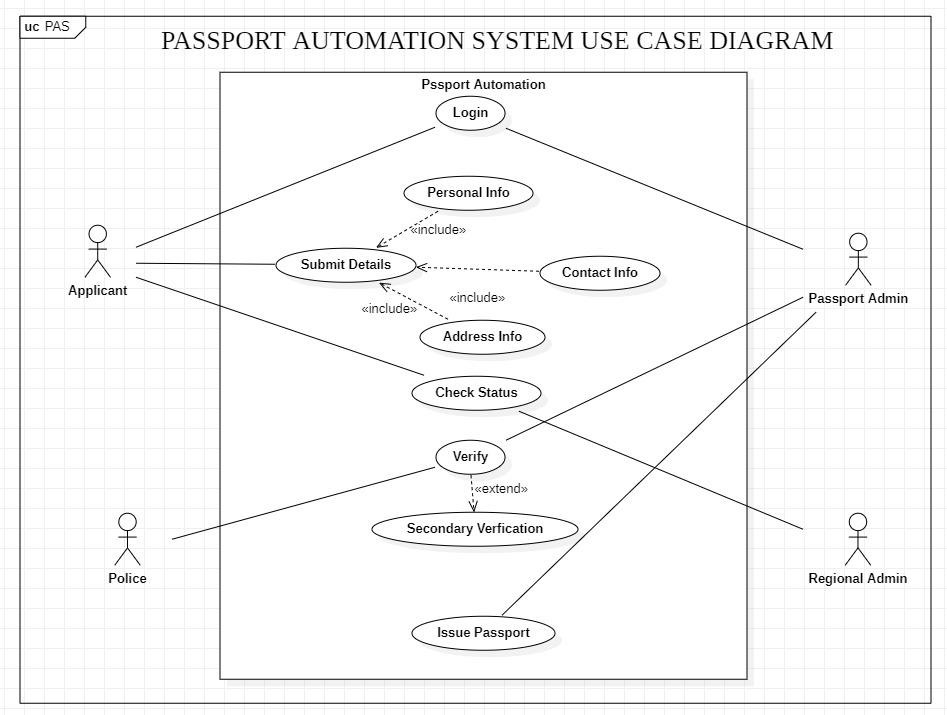 uc PAS
PASSPORT AUTOMATION SYSTEM USE CASE DIAGRAM
Pssport Automation
Login
Personal Info
«include»
Submit Details
Contact Info
Applicant
Passport Admin
«include»
«include»
Address Info
Check Status
Verify
«extend»
Secondary Verfication
Police
Regional Admin
Issue Passport